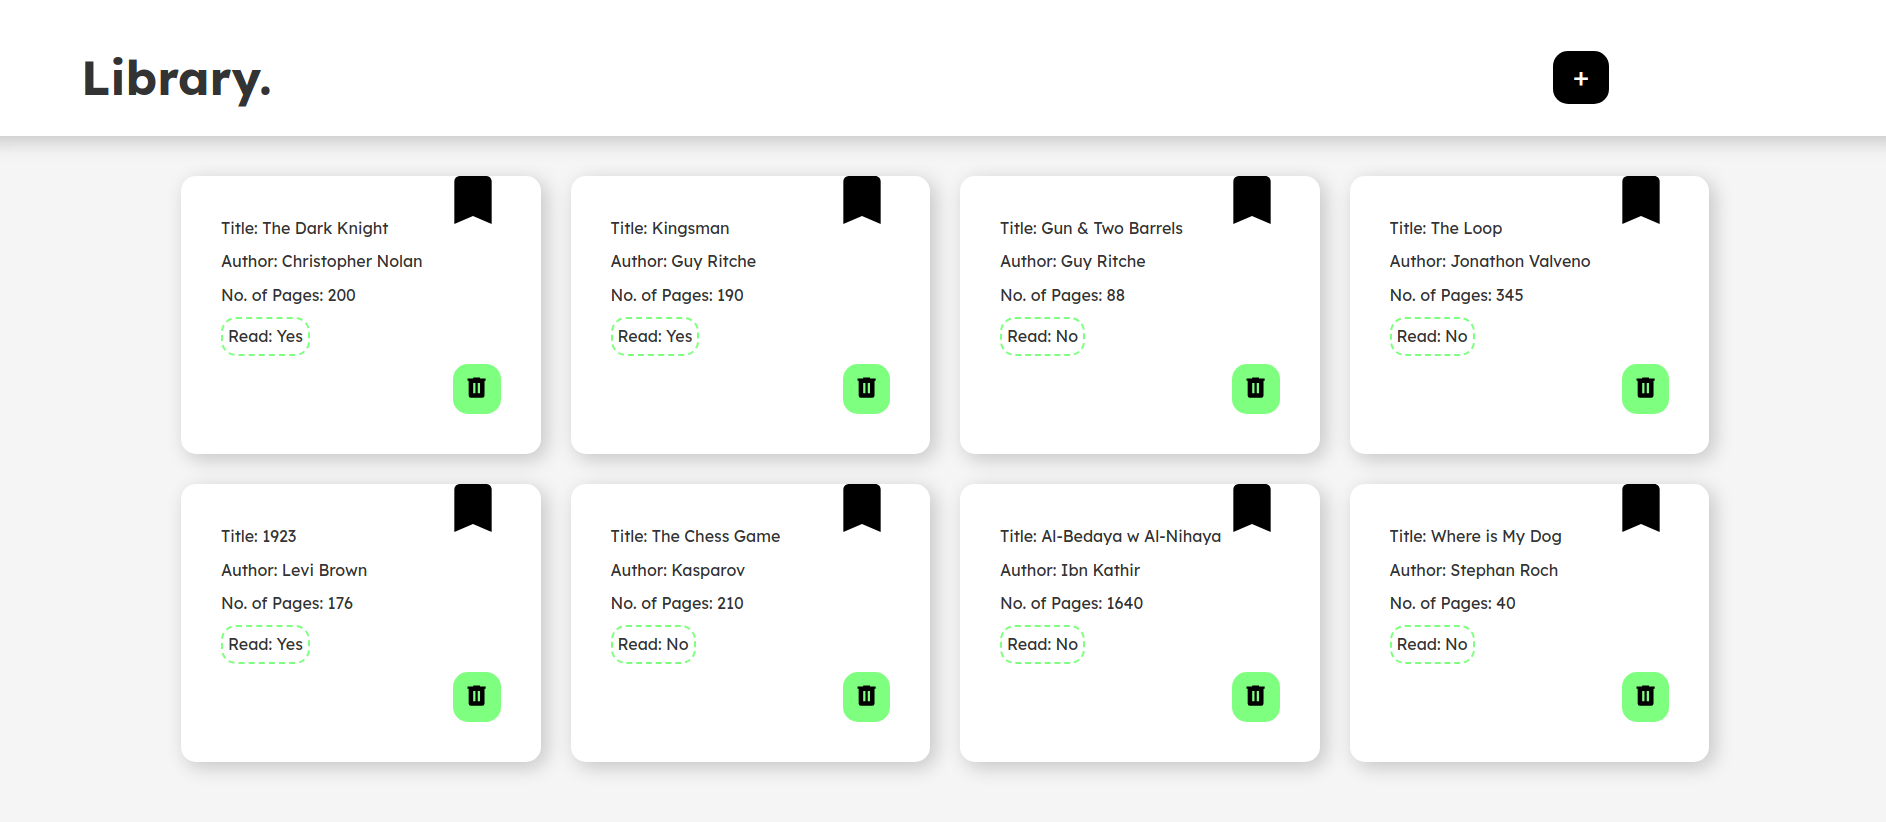 Library.
+
Title: The Dark Knight
Author: Christopher Nolan
No. of Pages: 200
Read: Yes
Title: Kingsman
Author: Guy Ritche
No. of Pages: 190
Read: Yes
Title: Gun & Two Barrels
Author: Guy Ritche
No. of Pages: 88
Read: No
Title: The Loop
Author: Jonathon Valveno
No. of Pages: 345
Read: No
Title: 1923
Author: Levi Brown
No. of Pages: 176
Read: Yes
Title: The Chess Game
Author: Kasparov
No. of Pages: 210
Read: No
Title: Al-Bedaya w Al-Nihaya
Author: Ibn Kathir
No. of Pages: 1640
Read: No
Title: Where is My Dog
Author: Stephan Roch
No. of Pages: 40
Read: No